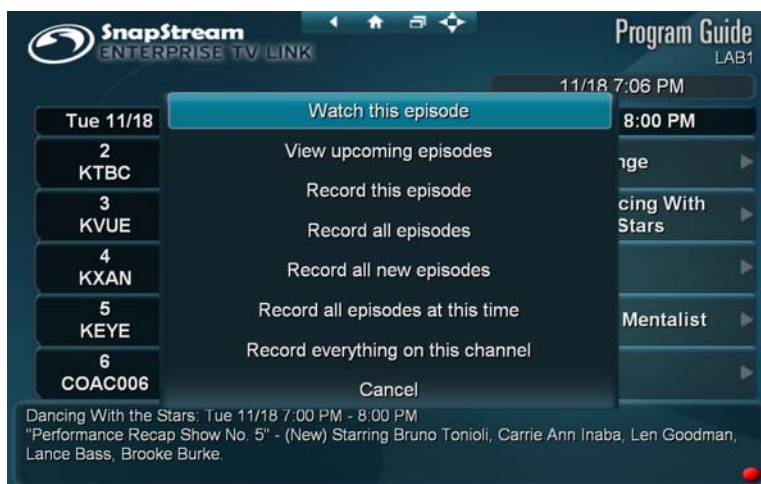 SnapStream
ENTERPRISE TV LINK
Program Guide
LAB1
11/18 7:06 PM
Tue 11/18
8:00 PM
Watch this episode
View upcoming episodes
Record this episode
Record all episodes
Record all new episodes
Record all episodes at this time
Record everything on this channel
Cancel
2
KTBC
nge
3
KVUE
cing With
Stars
4
KXAN
5
KEYE
Mentalist
6
COAC006
Dancing With the Stars: Tue 11/18 7:00 PM - 8:00 PM
"Performance Recap Show No. 5" - (New) Starring Bruno Tonioli, Carrie Ann Inaba, Len Goodman,
Lance Bass, Brooke Burke.